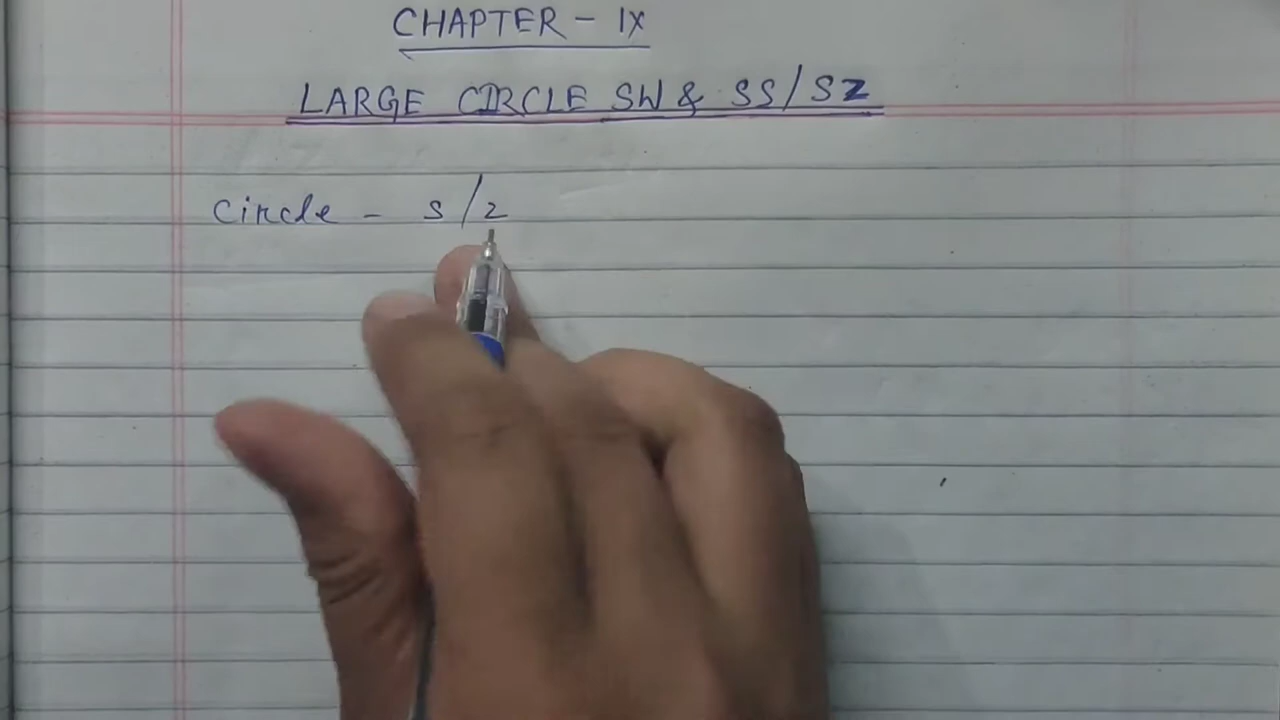 CHAPTER - IX
LARGE CIRCLE SW & SS/SZ
Circle - s/z